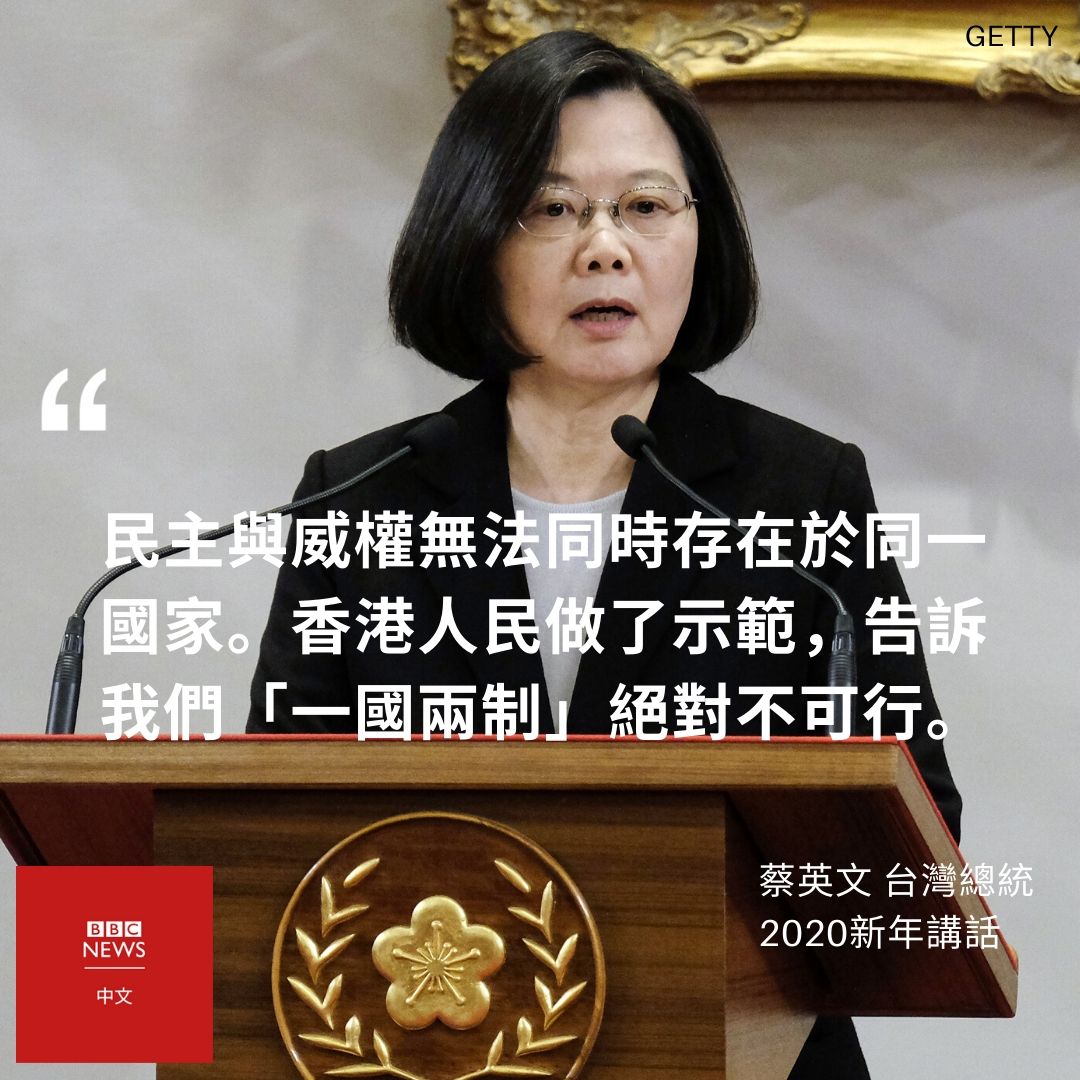 GETTY
“
民主與威權無法同時存在於同一
國家。香港人民做了示範，告訴
我們「一國兩制」絕對不可行。
蔡英文 台灣總統
2020新年講話
BBC
NEWS
中文